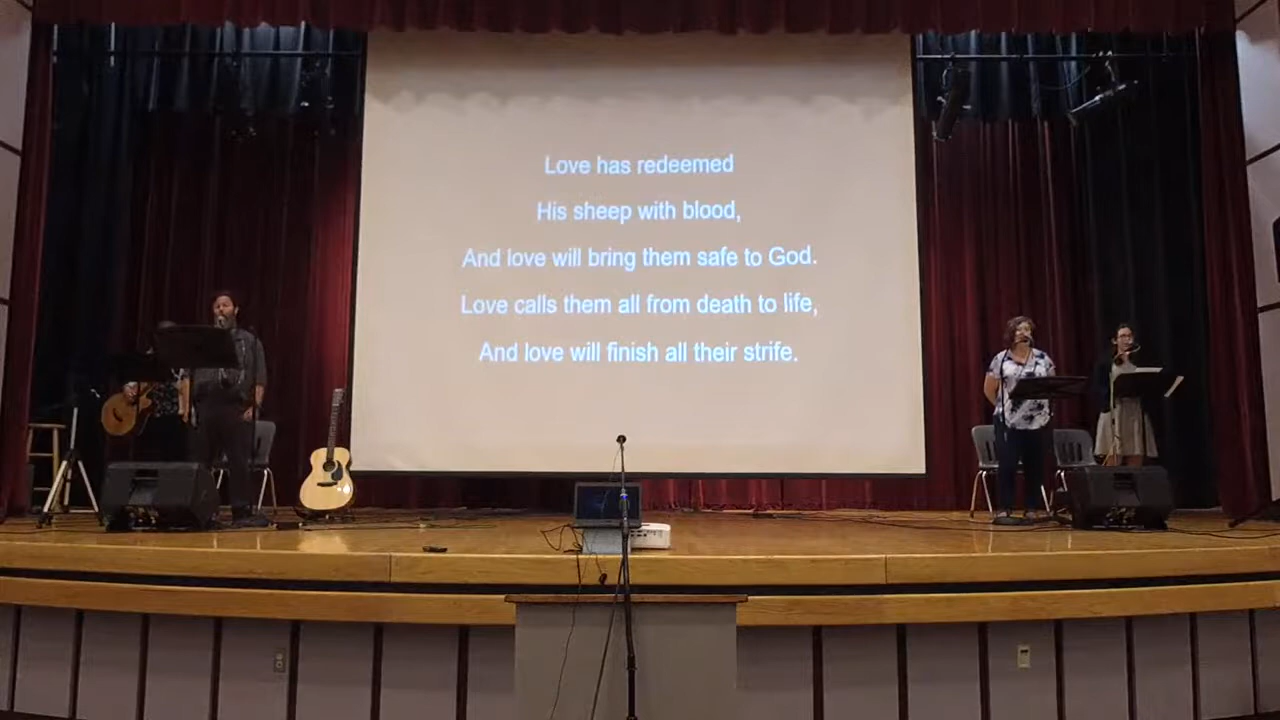 Love has redeemed
His sheep with blood,
And love will bring them safe to God.
Love calls them all from death to life,
And love will finish all their strife.